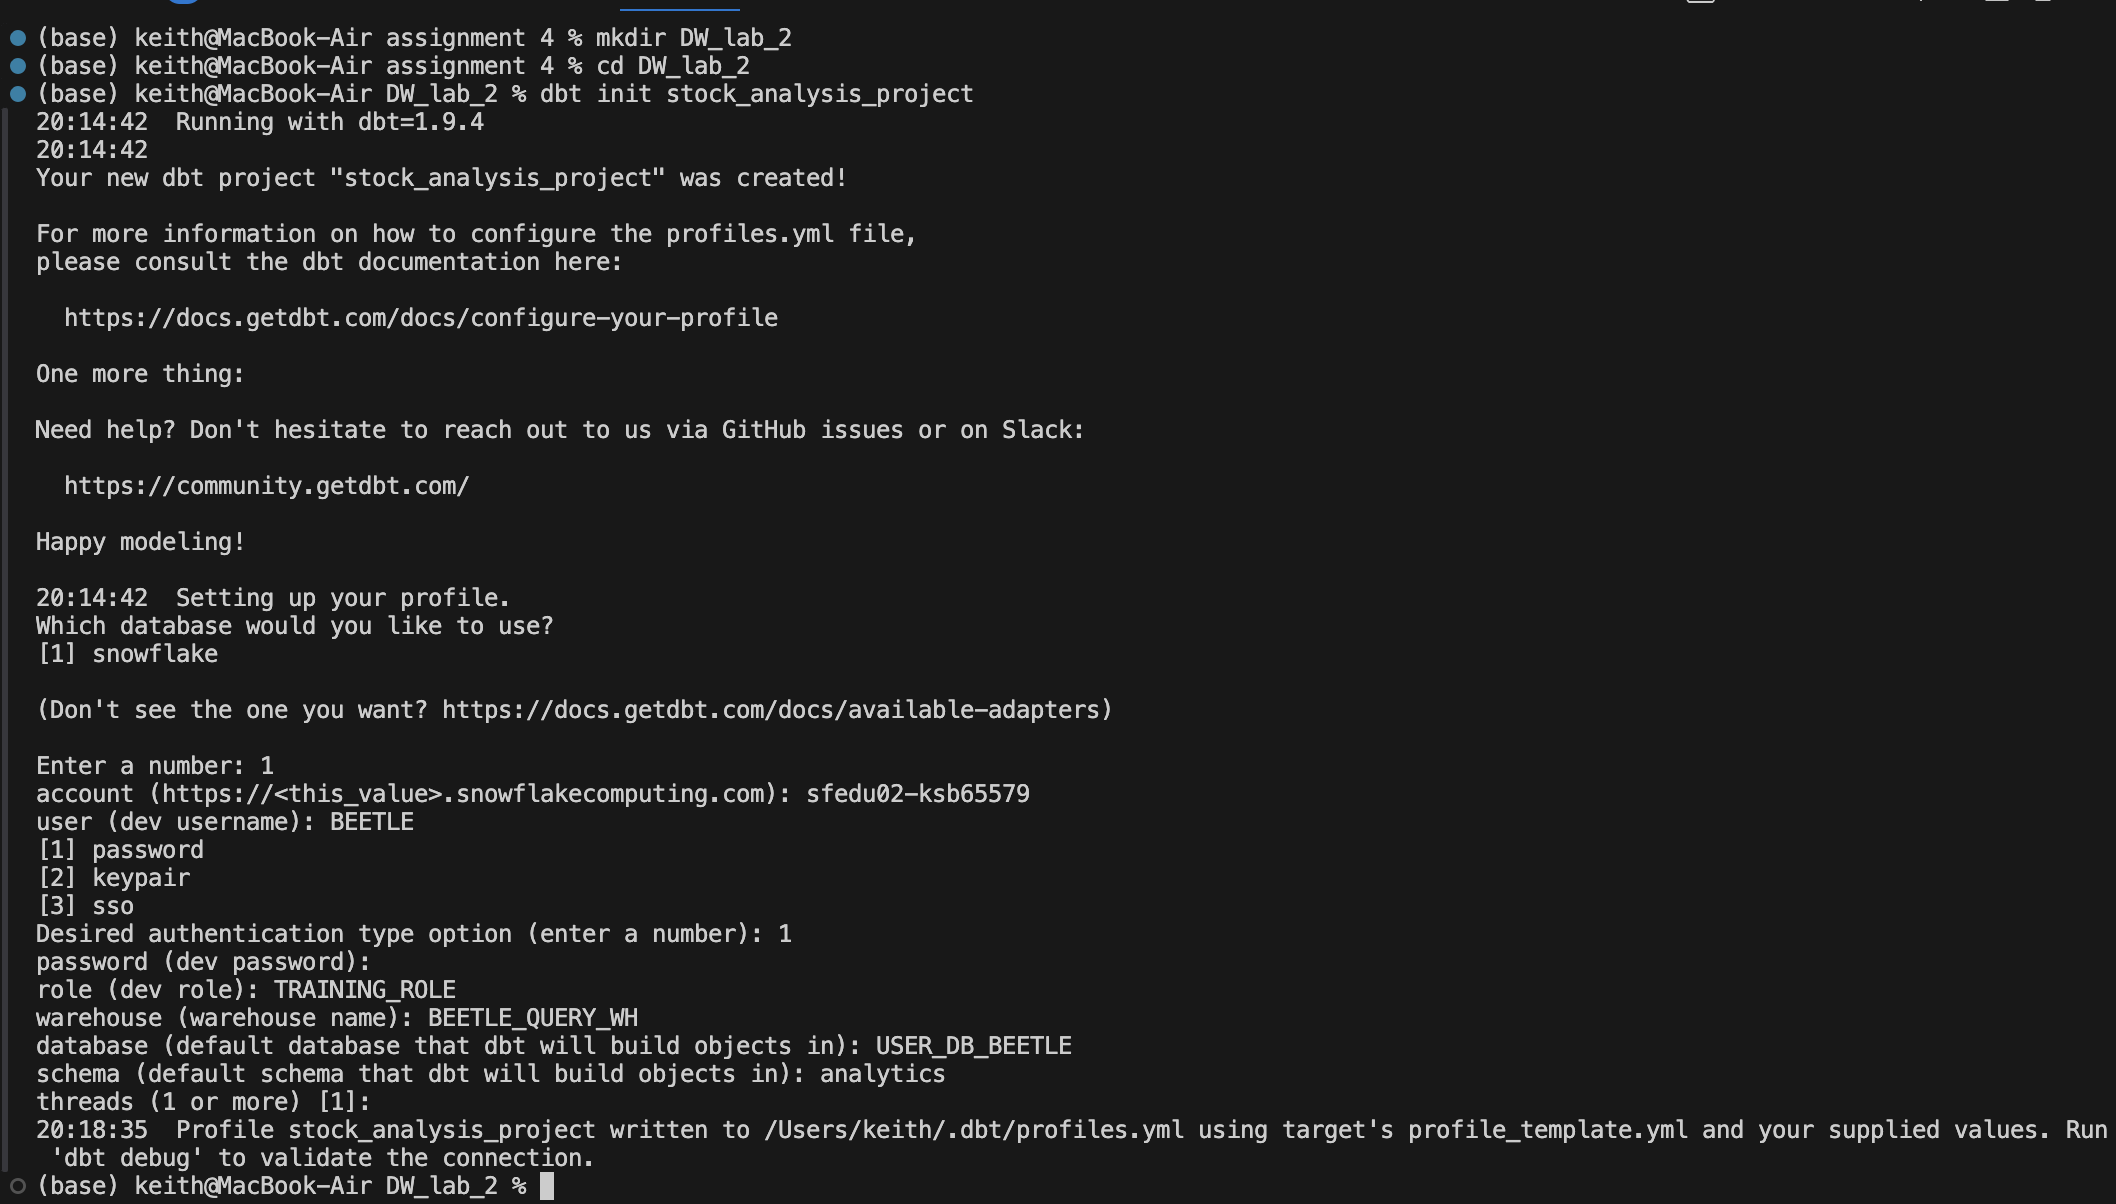 (base) keith@MacBook-Air assignment 4 % mkdir DW_lab_2
(base) keith@MacBook-Air assignment 4 % cd DW_lab_2
(base) keith@MacBook-Air DW_lab_2 % dbt init stock_analysis_project
20:14:42  Running with dbt=1.9.4
20:14:42
Your new dbt project "stock_analysis_project" was created!
For more information on how to configure the profiles.yml file,
please consult the dbt documentation here:
https://docs.getdbt.com/docs/configure-your-profile
One more thing:
Need help? Don't hesitate to reach out to us via GitHub issues or on Slack:
https://community.getdbt.com/
Happy modeling!
20:14:42  Setting up your profile.
Which database would you like to use?
[1] snowflake
(Don't see the one you want? https://docs.getdbt.com/docs/available-adapters)
Enter a number: 1
account (https://<this_value>.snowflakecomputing.com): sfedu02-ksb65579
user (dev username): BEETLE
[1] password
[2] keypair
[3] sso
Desired authentication type option (enter a number): 1
password (dev password):
role (dev role): TRAINING_ROLE
warehouse (warehouse name): BEETLE_QUERY_WH
database (default database that dbt will build objects in): USER_DB_BEETLE
schema (default schema that dbt will build objects in): analytics
threads (1 or more) [1]:
20:18:35  Profile stock_analysis_project written to /Users/keith/.dbt/profiles.yml using target's profile_template.yml and your supplied values. Run
'dbt debug' to validate the connection.
(base) keith@MacBook-Air DW_lab_2 %